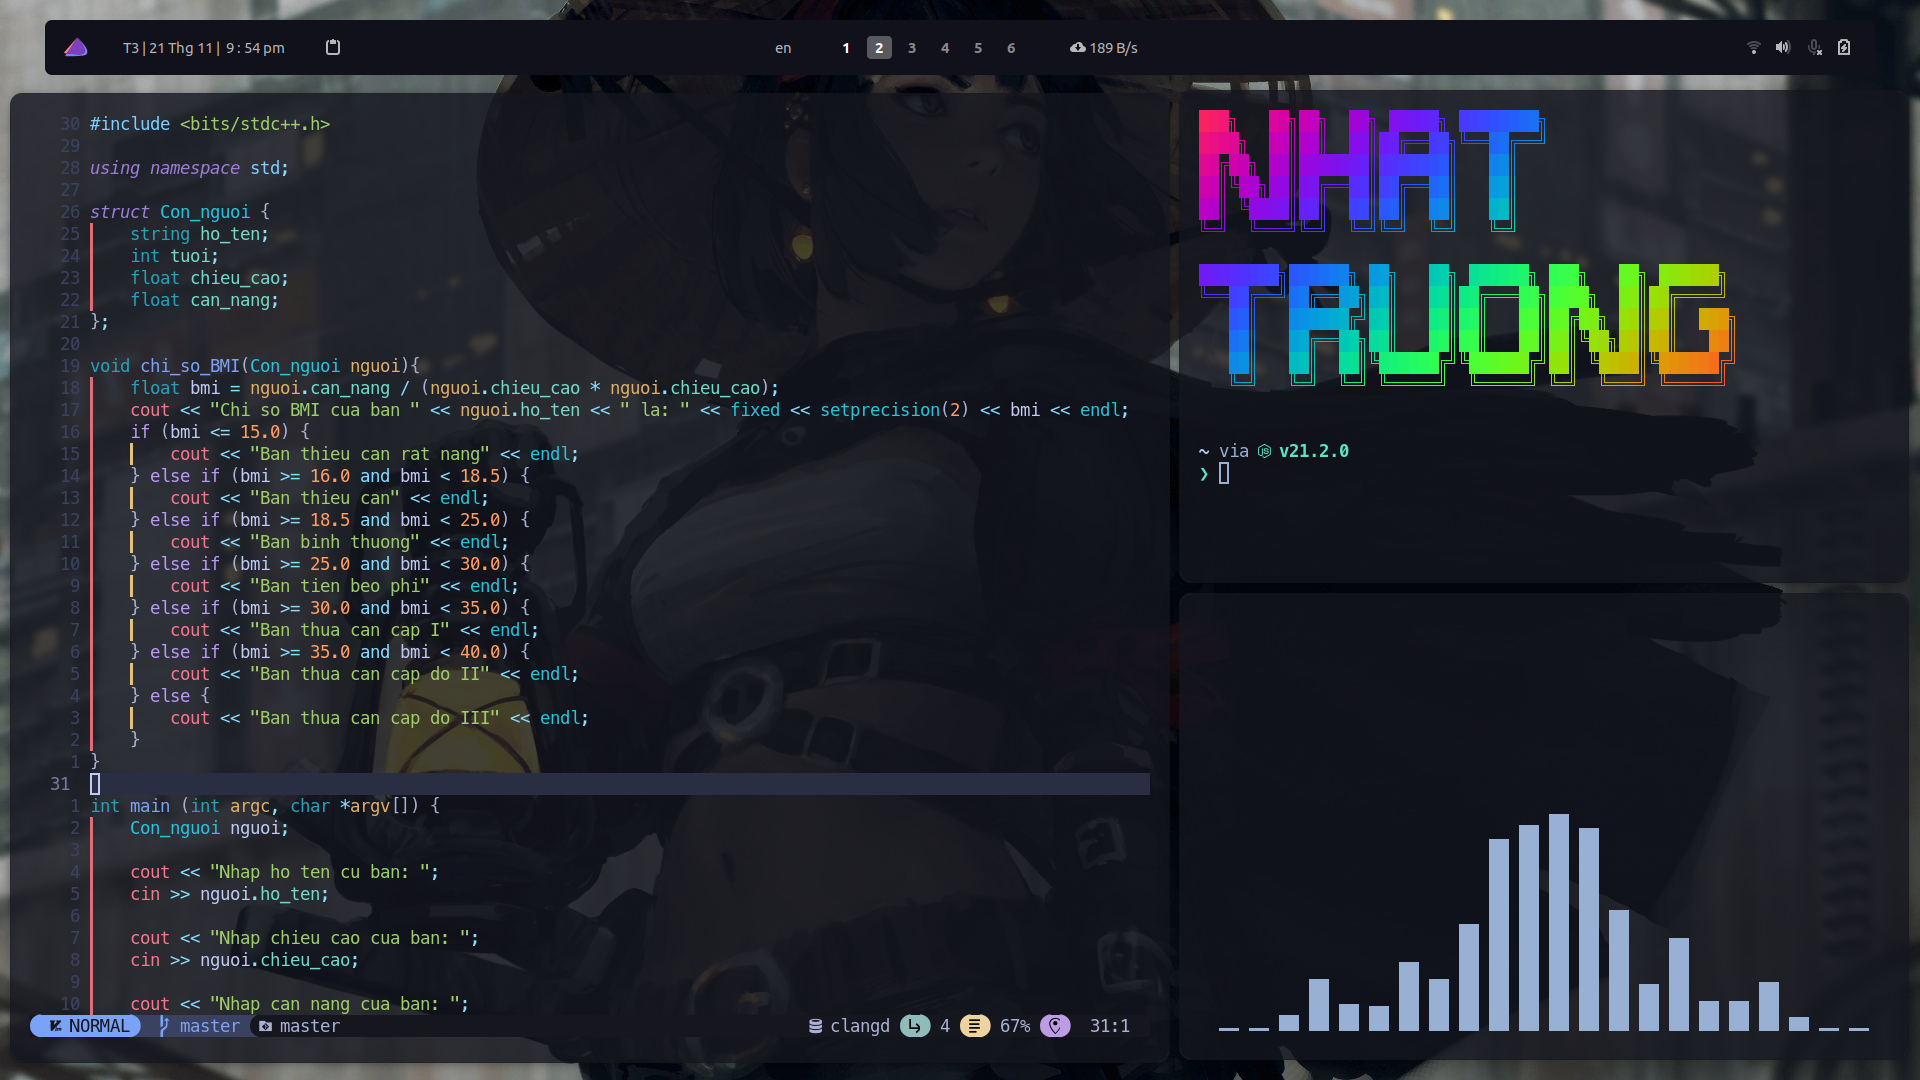 T3 | 21 Thg 11 | 9 : 54 pm
en 1 2 3 4 5 6 189 B/s
30 #include <bits/stdc++.h>
29
28 using namespace std;
27
26 struct Con_nguoi {
25 string ho_ten;
24 int tuoi;
23 float chieu_cao;
22 float can_nang;
21 };
20
19 void chi_so_BMI(Con_nguoi nguoi){
18 float bmi = nguoi.can_nang / (nguoi.chieu_cao * nguoi.chieu_cao);
17 cout << "Chi so BMI cua ban " << nguoi.ho_ten << " la: " << fixed << setprecision(2) << bmi << endl;
16 if (bmi <= 15.0) {
15 cout << "Ban thieu can rat nang" << endl;
14 } else if (bmi >= 16.0 and bmi < 18.5) {
13 cout << "Ban thieu can" << endl;
12 } else if (bmi >= 18.5 and bmi < 25.0) {
11 cout << "Ban binh thuong" << endl;
10 } else if (bmi >= 25.0 and bmi < 30.0) {
9 cout << "Ban tien beo phi" << endl;
8 } else if (bmi >= 30.0 and bmi < 35.0) {
7 cout << "Ban thua can cap I" << endl;
6 } else if (bmi >= 35.0 and bmi < 40.0) {
5 cout << "Ban thua can cap do II" << endl;
4 } else {
3 cout << "Ban thua can cap do III" << endl;
2 }
1 }
31
1 int main (int argc, char *argv[]) {
2 Con_nguoi nguoi;
3
4 cout << "Nhap ho ten cu ban: ";
5 cin >> nguoi.ho_ten;
6
7 cout << "Nhap chieu cao cua ban: ";
8 cin >> nguoi.chieu_cao;
9
10 cout << "Nhap can nang cua ban: ";
NORMAL master master clangd 4 67% 31:1
NHAT
TRUONG
~ via v21.2.0
❯